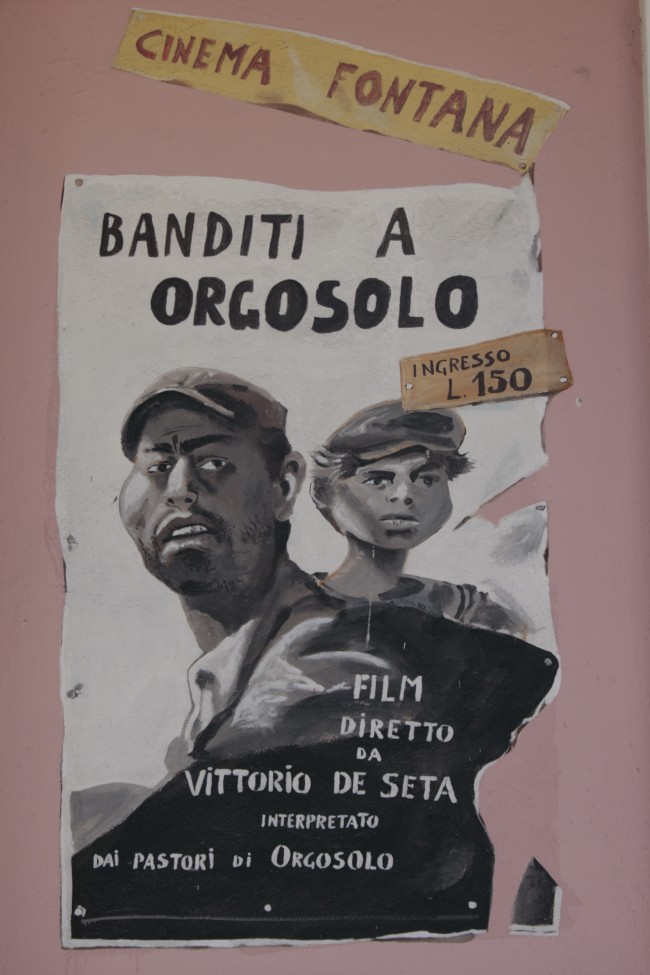 CINEMA FONTANA
BANDITI A
ORGOSOLO
INGRESSO
L. 150
FILM
DIRETTO
DA
VITTORIO DE SETA
INTERPRETATO
DAI PASTORI DI ORGOSOLO